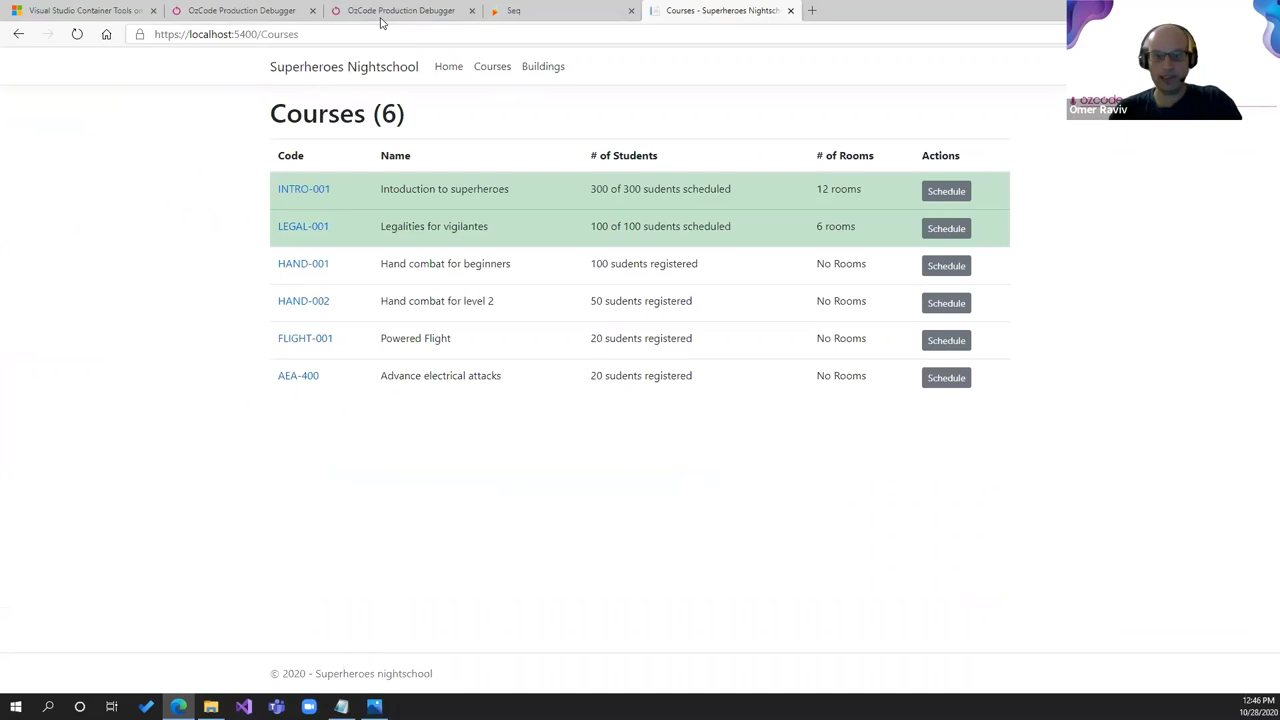 Visual Studio Container Tools on
OzCode Production Debugger
OzCode Production Debugger
Seq
Courses - Superheroes Nightsch
https://localhost:5400/Courses
ozcode
Omer Raviv
Superheroes Nightschool Home Courses Buildings
Courses (6)
Code Name # of Students # of Rooms Actions
INTRO-001 Intoduction to superheroes 300 of 300 sudents scheduled 12 rooms Schedule
LEGAL-001 Legalities for vigilantes 100 of 100 sudents scheduled 6 rooms Schedule
HAND-001 Hand combat for beginners 100 sudents registered No Rooms Schedule
HAND-002 Hand combat for level 2 50 sudents registered No Rooms Schedule
FLIGHT-001 Powered Flight 20 sudents registered No Rooms Schedule
AEA-400 Advance electrical attacks 20 sudents registered No Rooms Schedule
© 2020 - Superheroes nightschool
12:46 PM
10/28/2020